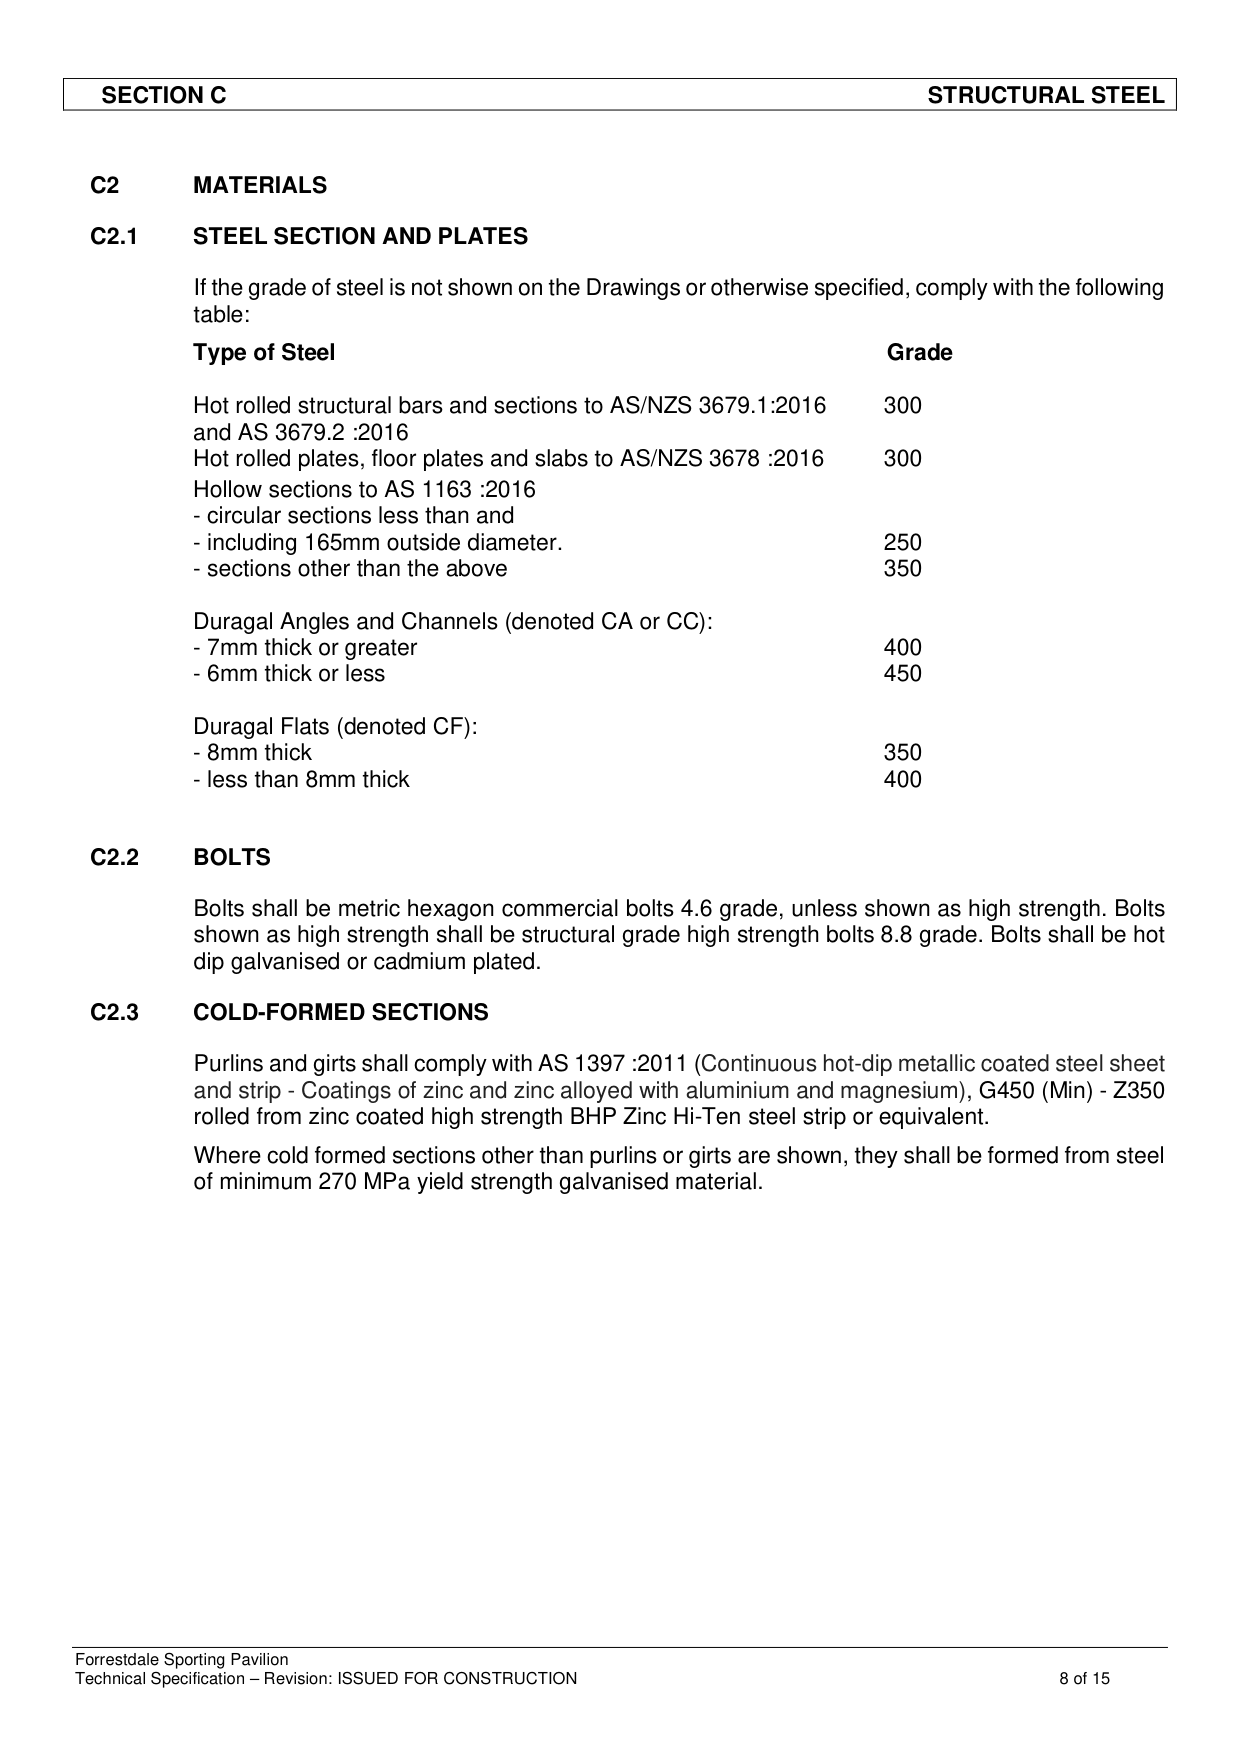 SECTION C STRUCTURAL STEEL
C2 MATERIALS
C2.1 STEEL SECTION AND PLATES
If the grade of steel is not shown on the Drawings or otherwise specified, comply with the following
table:
Type of Steel Grade
Hot rolled structural bars and sections to AS/NZS 3679.1:2016 300
and AS 3679.2 :2016
Hot rolled plates, floor plates and slabs to AS/NZS 3678 :2016 300
Hollow sections to AS 1163 :2016
- circular sections less than and
- including 165mm outside diameter. 250
- sections other than the above 350
Duragal Angles and Channels (denoted CA or CC):
- 7mm thick or greater 400
- 6mm thick or less 450
Duragal Flats (denoted CF):
- 8mm thick 350
- less than 8mm thick 400
C2.2 BOLTS
Bolts shall be metric hexagon commercial bolts 4.6 grade, unless shown as high strength. Bolts
shown as high strength shall be structural grade high strength bolts 8.8 grade. Bolts shall be hot
dip galvanised or cadmium plated.
C2.3 COLD-FORMED SECTIONS
Purlins and girts shall comply with AS 1397 :2011 (Continuous hot-dip metallic coated steel sheet
and strip - Coatings of zinc and zinc alloyed with aluminium and magnesium), G450 (Min) - Z350
rolled from zinc coated high strength BHP Zinc Hi-Ten steel strip or equivalent.
Where cold formed sections other than purlins or girts are shown, they shall be formed from steel
of minimum 270 MPa yield strength galvanised material.
Forrestdale Sporting Pavilion
Technical Specification – Revision: ISSUED FOR CONSTRUCTION 8 of 15